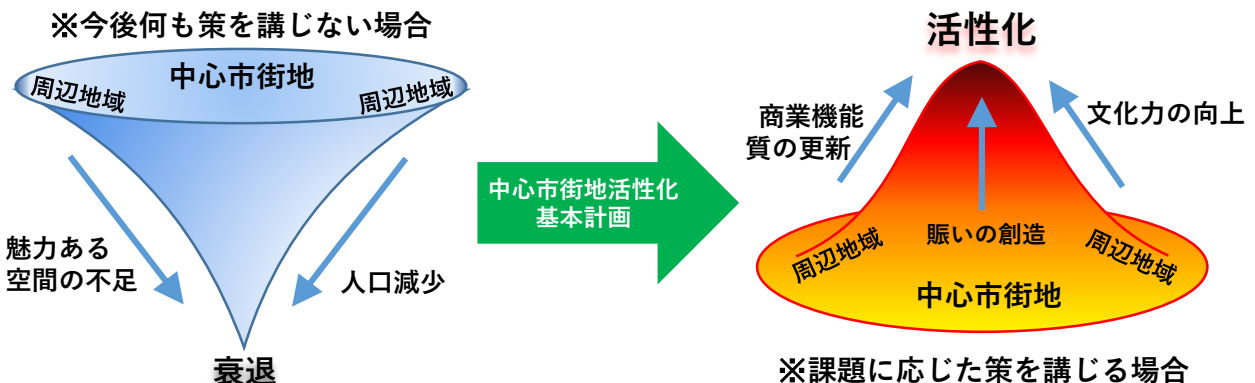 ※今後何も策を講じない場合
中心市街地
周辺地域
周辺地域
魅力ある
空間の不足
人口減少
衰退
中心市街地活性化
基本計画
活性化
商業機能
質の更新
文化力の向上
賑いの創造
周辺地域
周辺地域
中心市街地
※課題に応じた策を講じる場合